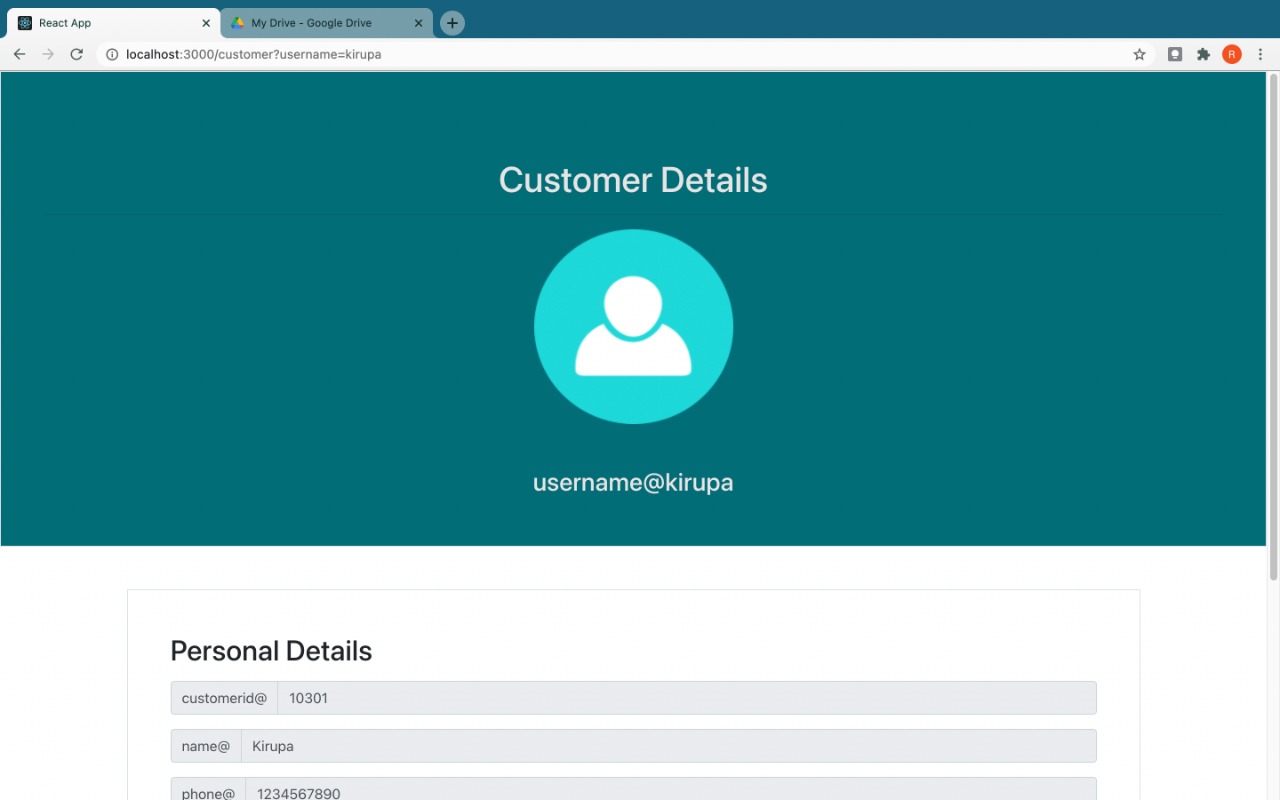 React App
My Drive - Google Drive
localhost:3000/customer?username=kirupa
R
Customer Details
username@kirupa
Personal Details
customerid@ 10301
name@ Kirupa
phone@ 1234567890